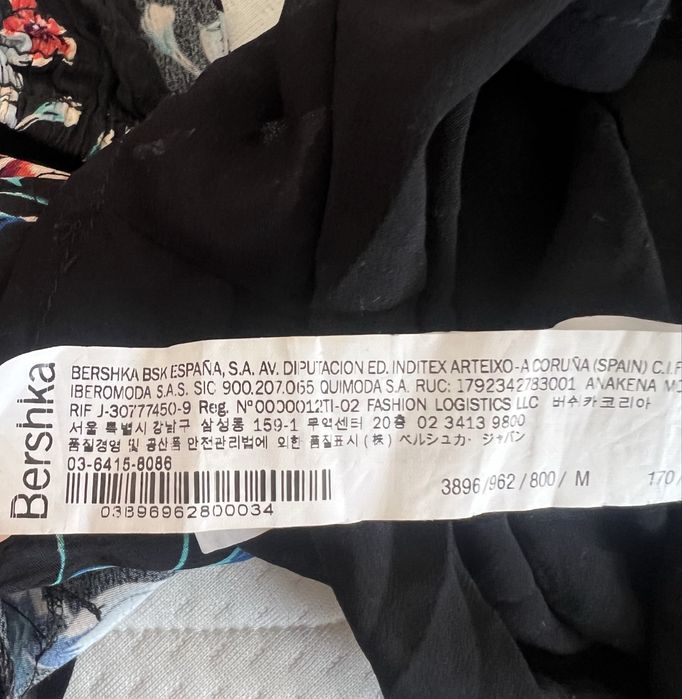 Bershka
BERSHKA BSK ESPAÑA, S.A. AV. DIPUTACION ED. INDITEX ARTEIXO-A CORUÑA (SPAIN) C.I.F
IBEROMODA S.A.S. SIC 900.207.065 QUIMODA S.A. RUC: 1792342783001 ANAKENA
RIF J-30777450-9 Reg. Nº0000012TI-02 FASHION LOGISTICS LLC 버수카코리아
서울 특별시 강남구 삼성동 159-1 무역센터 20층 02 3413 9800
품질경영 및 공산품 안전관리법에 의한 품질표시 (株) ベルシュカ・ジャパン
03-6415-8086
3896/962/800/ M 170/
03896962800034